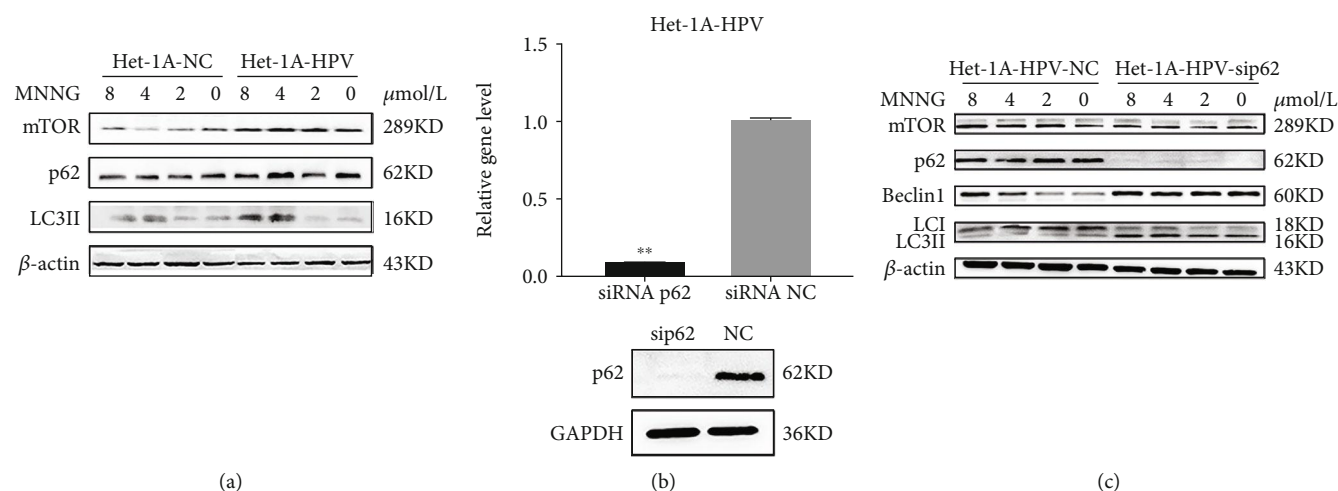 Het-1A-NC Het-1A-HPV
MNNG 8 4 2 0 8 4 2 0 μmol/L
mTOR 289KD
p62 62KD
LC3II 16KD
β-actin 43KD
(a)
Het-1A-HPV
Relative gene level
1.5
1.0
0.5
0.0
**
siRNA p62 siRNA NC
sip62 NC
p62 62KD
GAPDH 36KD
(b)
Het-1A-HPV-NC Het-1A-HPV-sip62
MNNG 8 4 2 0 8 4 2 0 μmol/L
mTOR 289KD
p62 62KD
Beclin1 60KD
LCI 18KD
LC3II 16KD
β-actin 43KD
(c)